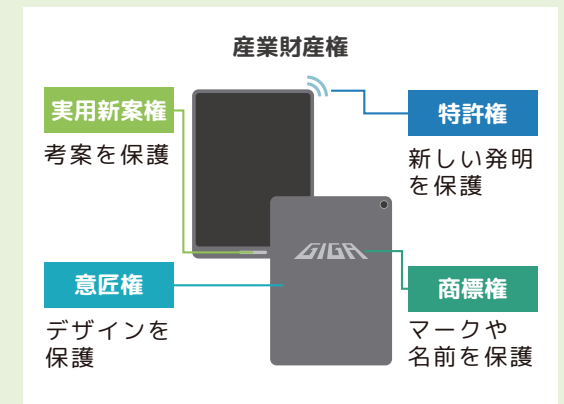 産業財産権
実用新案権
考案を保護
特許権
新しい発明
を保護
GIGA
意匠権
デザインを
保護
商標権
マークや
名前を保護